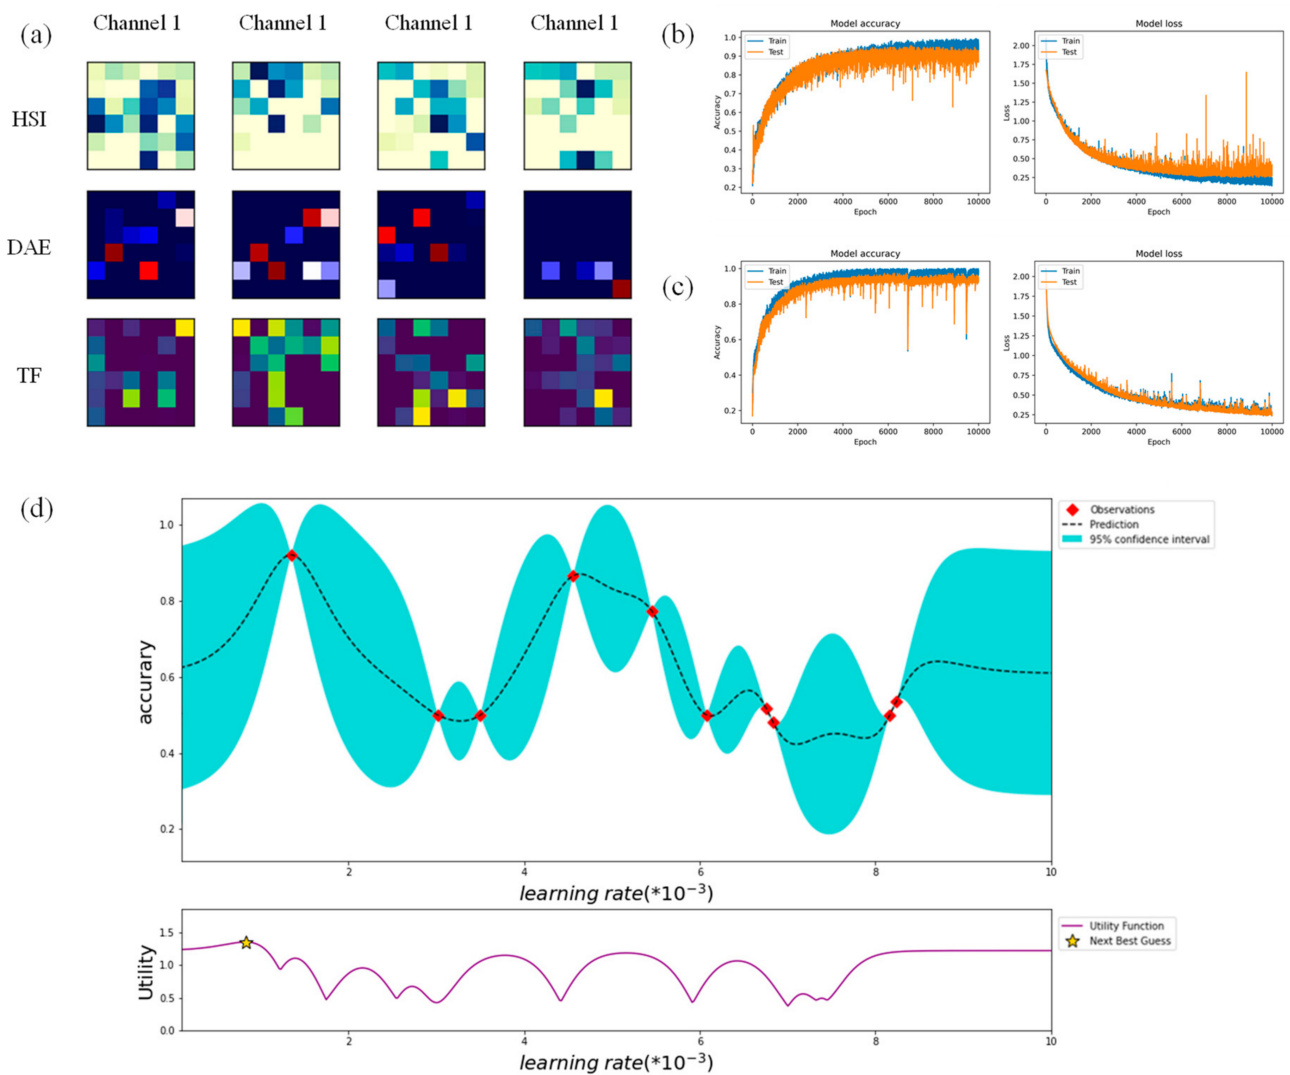 (a)
Channel 1 Channel 1 Channel 1 Channel 1
HSI
DAE
TF
(b)
Model accuracy
Train
Test
1.0
0.9
0.8
0.7
0.6
0.5
0.4
0.3
0.2
Accuracy
0 2000 4000 6000 8000 10000
Epoch
Model loss
Train
Test
2.00
1.75
1.50
1.25
1.00
0.75
0.50
0.25
Loss
0 2000 4000 6000 8000 10000
Epoch
(c)
Model accuracy
Train
Test
1.0
0.8
0.6
0.4
0.2
Accuracy
0 2000 4000 6000 8000 10000
Epoch
Model loss
Train
Test
2.00
1.75
1.50
1.25
1.00
0.75
0.50
0.25
Loss
0 2000 4000 6000 8000 10000
Epoch
(d)
1.0
0.8
0.6
0.4
0.2
accurary
Observations
Prediction
95% confidence interval
2 4 6 8 10
learning rate(*10⁻³)
1.5
1.0
0.5
0.0
Utility
Utility Function
Next Best Guess
2 4 6 8 10
learning rate(*10⁻³)